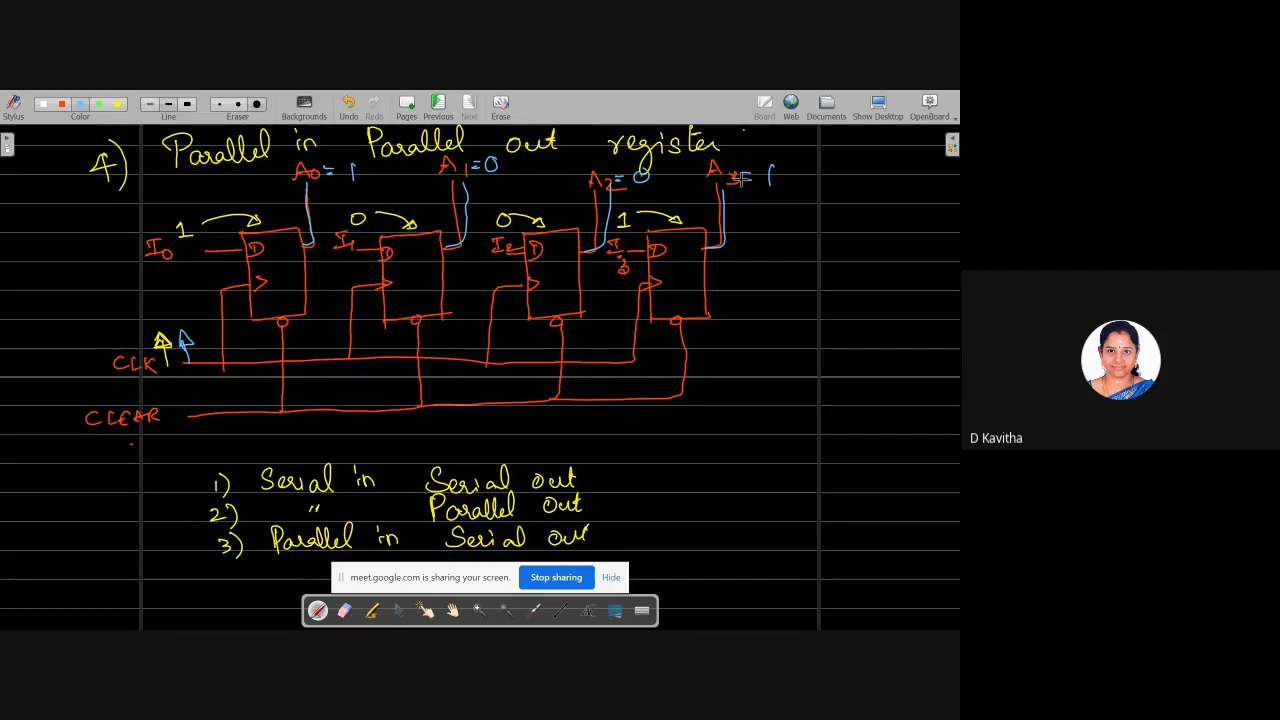 Stylus
Color
Line
Eraser
Backgrounds
Undo
Redo
Pages
Previous
Next
Erase
Board
Web
Documents
Show Desktop
OpenBoard
4) Parallel in Parallel out register
A0 = 1
A1 = 0
A2 = 0
A3 = 1
1
0
0
1
I0
D
I1
D
I2
D
I3
D
CLK
CLEAR
1) Serial in Serial out
2) " Parallel out
3) Parallel in Serial out
meet.google.com is sharing your screen.
Stop sharing
Hide
D Kavitha